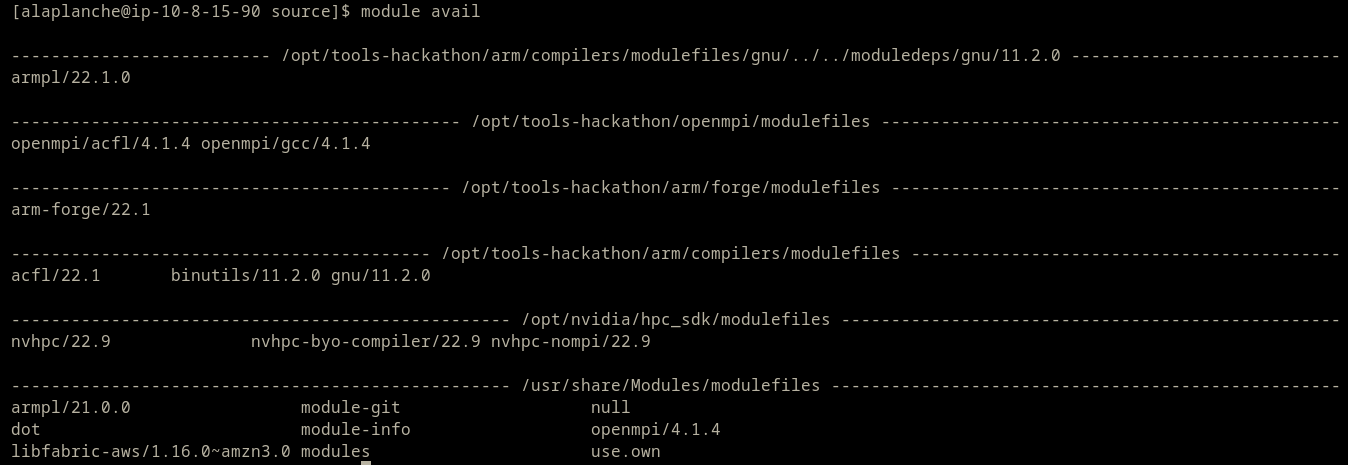 [alaplanche@ip-10-8-15-90 source]$ module avail
-------------------------- /opt/tools-hackathon/arm/compilers/modulefiles/gnu/../../moduledeps/gnu/11.2.0 ---------------------------
armpl/22.1.0
--------------------------------------------- /opt/tools-hackathon/openmpi/modulefiles ----------------------------------------------
openmpi/acfl/4.1.4 openmpi/gcc/4.1.4
-------------------------------------------- /opt/tools-hackathon/arm/forge/modulefiles ---------------------------------------------
arm-forge/22.1
------------------------------------------ /opt/tools-hackathon/arm/compilers/modulefiles -------------------------------------------
acfl/22.1       binutils/11.2.0 gnu/11.2.0
-------------------------------------------------- /opt/nvidia/hpc_sdk/modulefiles --------------------------------------------------
nvhpc/22.9              nvhpc-byo-compiler/22.9 nvhpc-nompi/22.9
-------------------------------------------------- /usr/share/Modules/modulefiles ---------------------------------------------------
armpl/21.0.0                 module-git                   null
dot                          module-info                  openmpi/4.1.4
libfabric-aws/1.16.0~amzn3.0 modules                      use.own